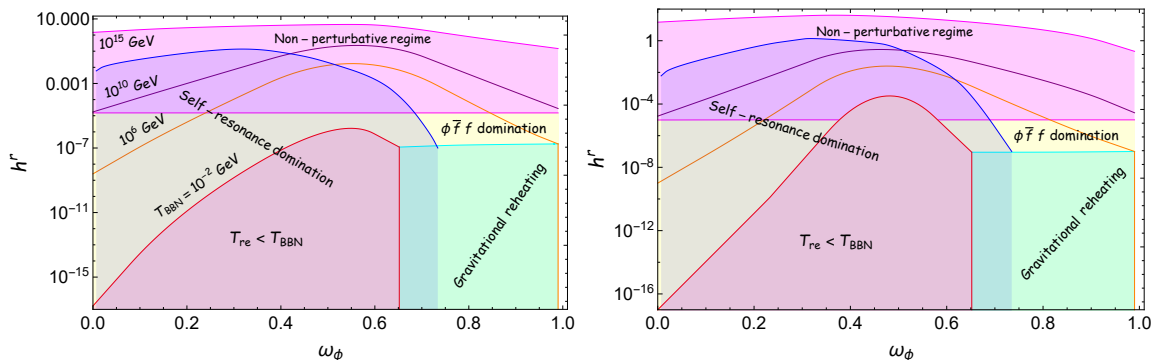 10.000
0.001
10⁻⁷
10⁻¹¹
10⁻¹⁵
hʳ
10¹⁵ GeV
Non – perturbative regime
10¹⁰ GeV
Self – resonance domination
10⁶ GeV
ϕ f̅ f domination
T_BBN = 10⁻² GeV
T_re < T_BBN
Gravitational reheating
0.0 0.2 0.4 0.6 0.8 1.0
ω_ϕ
1
10⁻⁴
10⁻⁸
10⁻¹²
10⁻¹⁶
hʳ
Non – perturbative regime
Self – resonance domination
ϕ f̅ f domination
T_re < T_BBN
Gravitational reheating
0.0 0.2 0.4 0.6 0.8 1.0
ω_ϕ